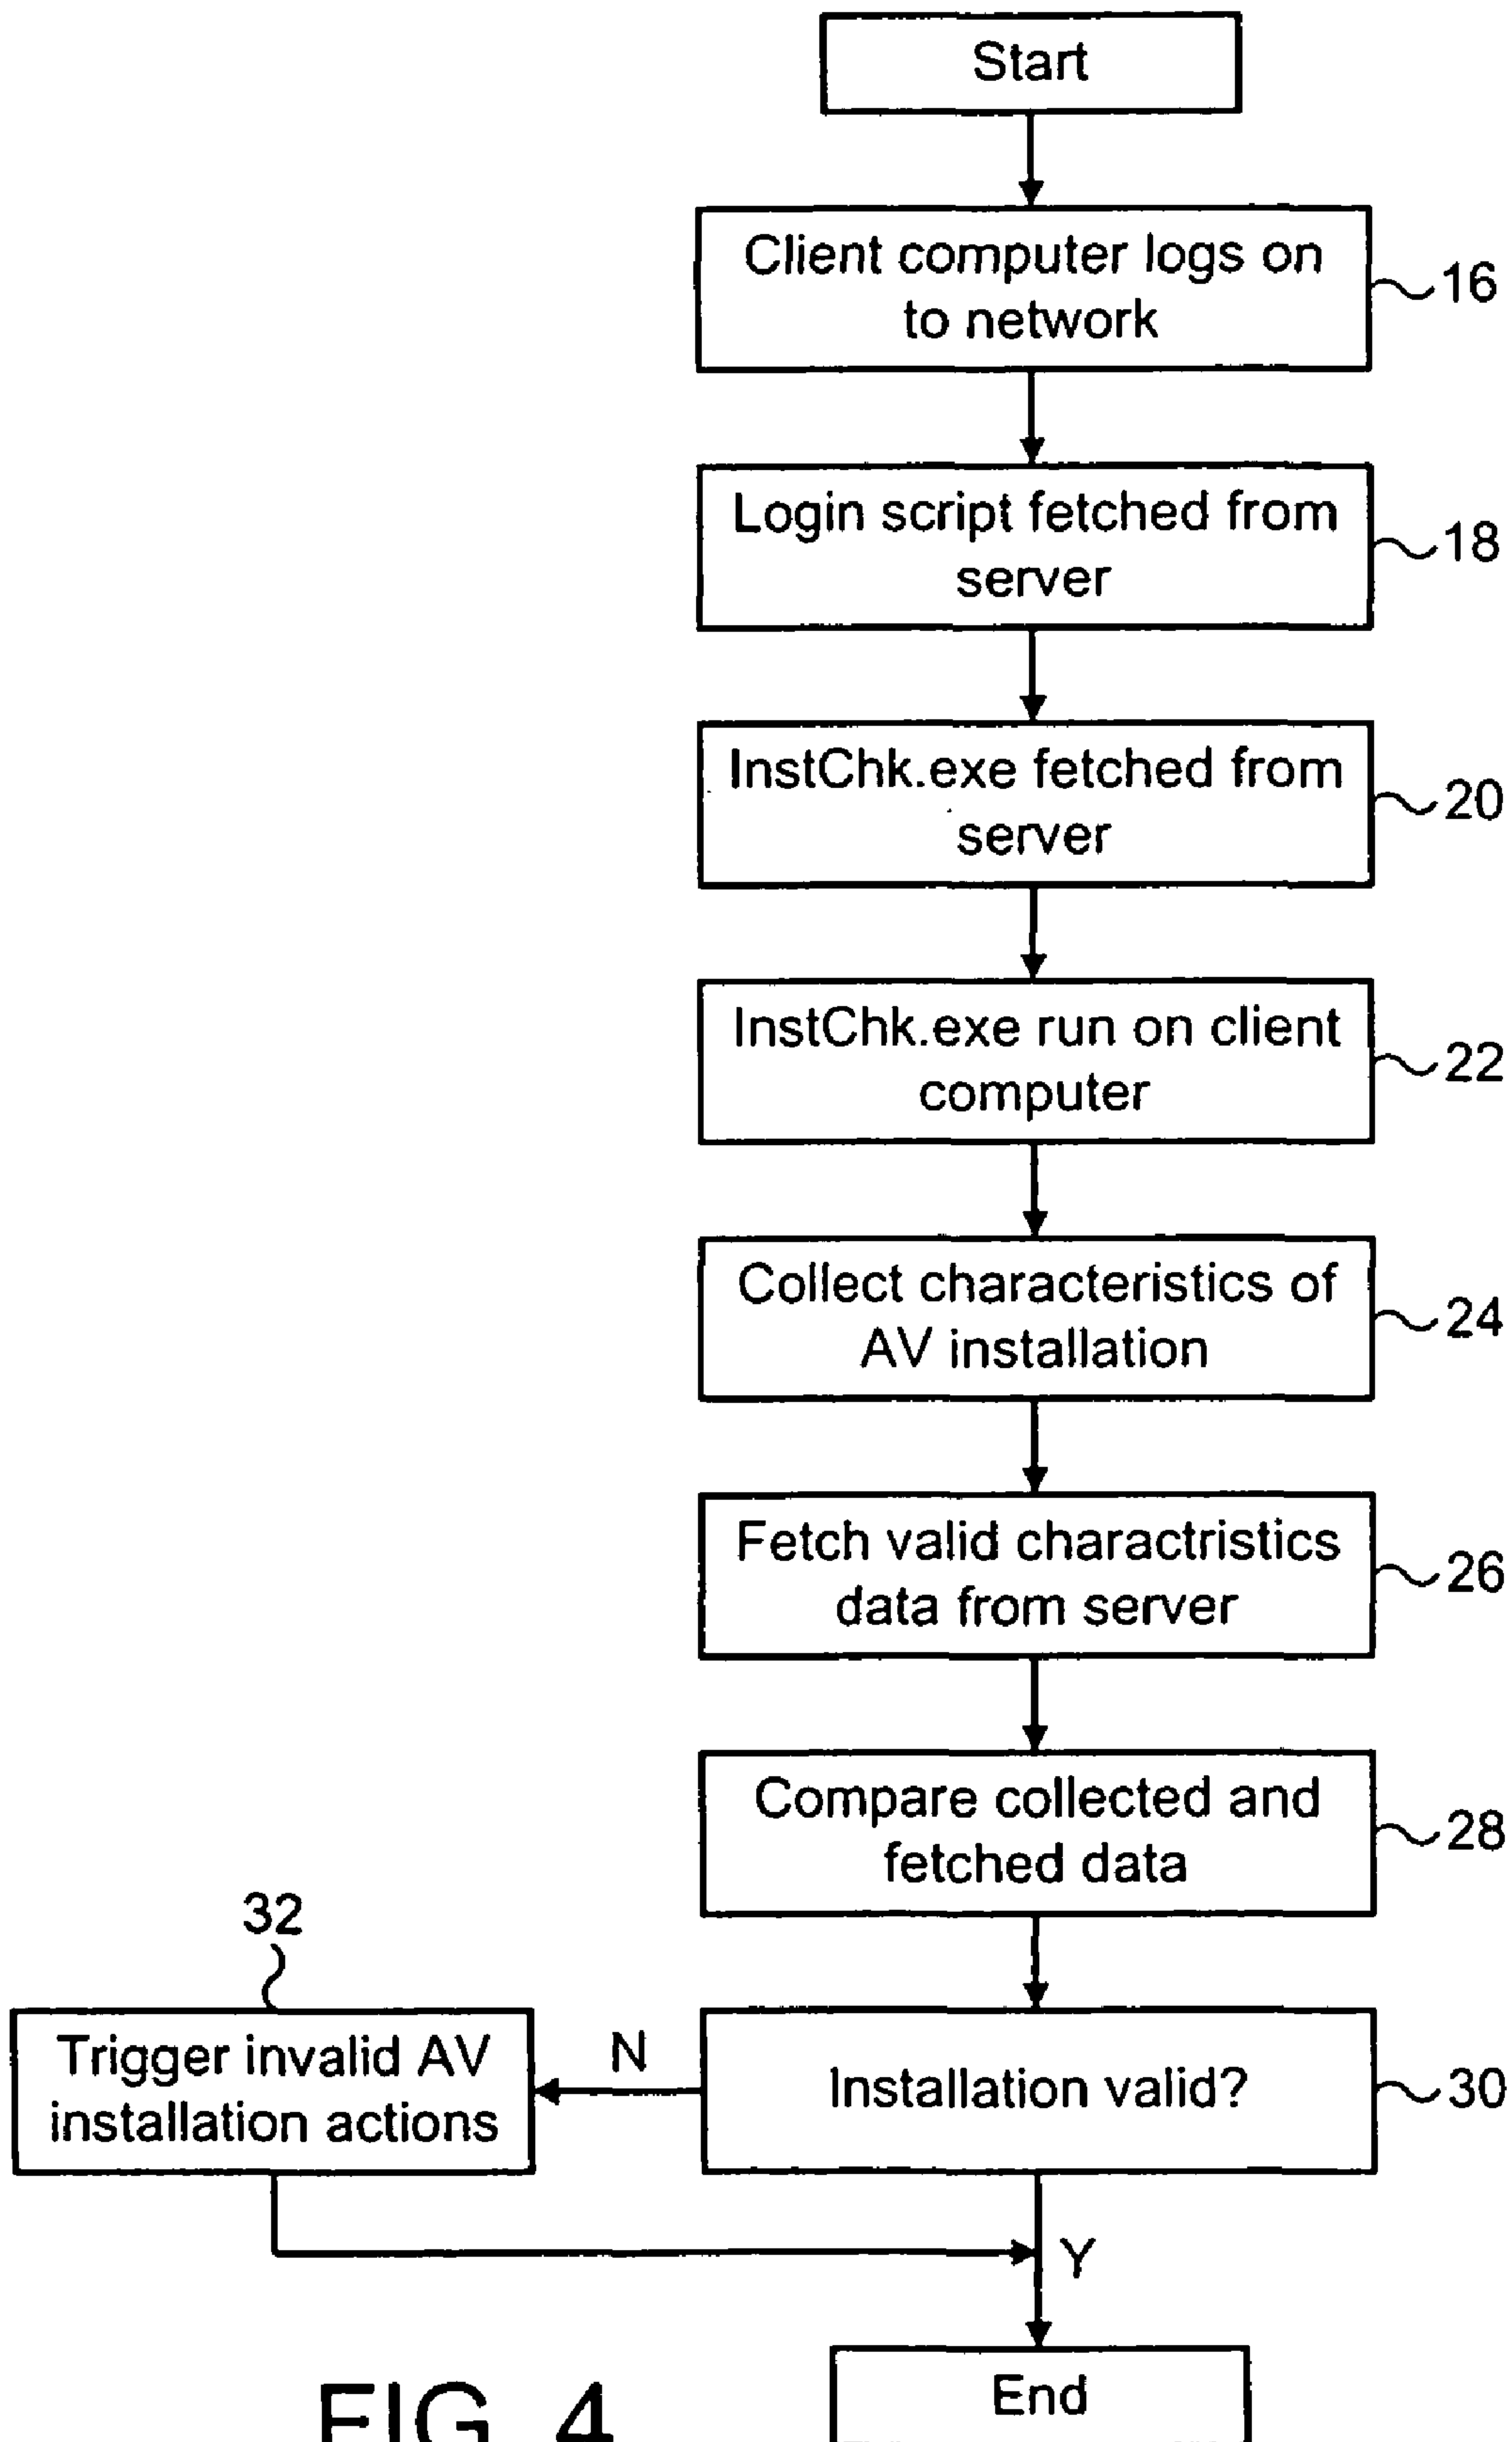 Start
Client computer logs on
to network
16
Login script fetched from
server
18
InstChk.exe fetched from
server
20
InstChk.exe run on client
computer
22
Collect characteristics of
AV installation
24
Fetch valid charactristics
data from server
26
Compare collected and
fetched data
28
32
Trigger invalid AV
installation actions
N
Installation valid?
30
Y
End
FIG. 4